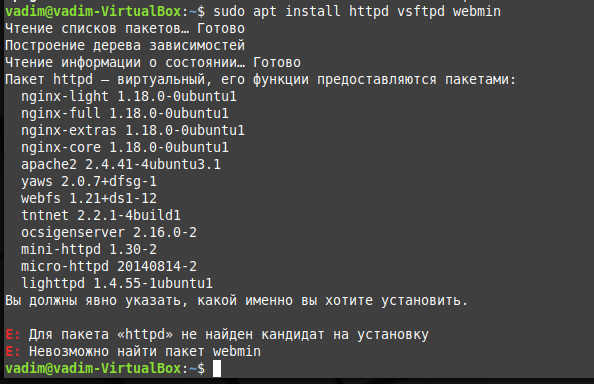 vadim@vadim-VirtualBox:~$ sudo apt install httpd vsftpd webmin
Чтение списков пакетов… Готово
Построение дерева зависимостей
Чтение информации о состоянии… Готово
Пакет httpd — виртуальный, его функции предоставляются пакетами:
  nginx-light 1.18.0-0ubuntu1
  nginx-full 1.18.0-0ubuntu1
  nginx-extras 1.18.0-0ubuntu1
  nginx-core 1.18.0-0ubuntu1
  apache2 2.4.41-4ubuntu3.1
  yaws 2.0.7+dfsg-1
  webfs 1.21+ds1-12
  tntnet 2.2.1-4build1
  ocsigenserver 2.16.0-2
  mini-httpd 1.30-2
  micro-httpd 20140814-2
  lighttpd 1.4.55-1ubuntu1
Вы должны явно указать, какой именно вы хотите установить.

E: Для пакета «httpd» не найден кандидат на установку
E: Невозможно найти пакет webmin
vadim@vadim-VirtualBox:~$